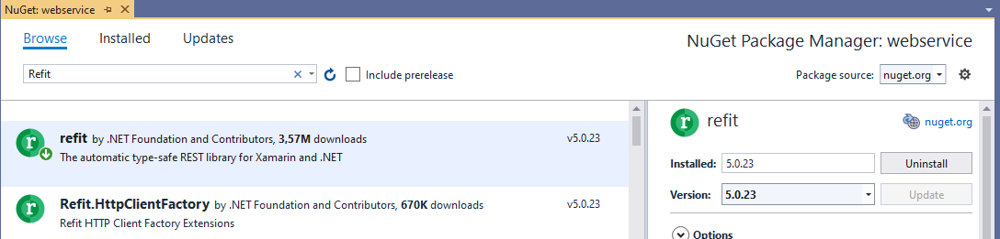 NuGet: webservice
Browse Installed Updates
NuGet Package Manager: webservice
Refit
Include prerelease
Package source: nuget.org
r refit by .NET Foundation and Contributors, 3,57M downloads v5.0.23
The automatic type-safe REST library for Xamarin and .NET
r Refit.HttpClientFactory by .NET Foundation and Contributors, 670K downloads v5.0.23
Refit HTTP Client Factory Extensions
r refit nuget.org
Installed: 5.0.23 Uninstall
Version: 5.0.23 Update
Options